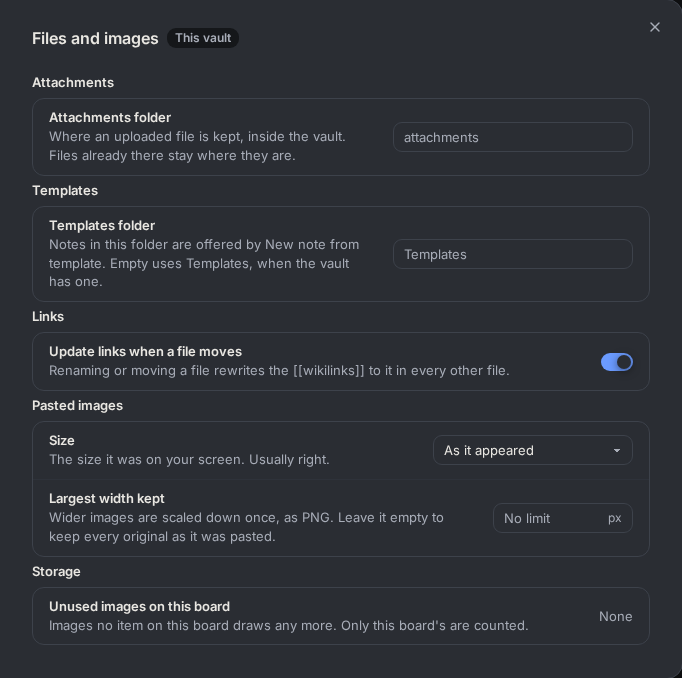 Files and images This vault
Attachments
Attachments folder
Where an uploaded file is kept, inside the vault.
Files already there stay where they are.
attachments
Templates
Templates folder
Notes in this folder are offered by New note from
template. Empty uses Templates, when the vault
has one.
Templates
Links
Update links when a file moves
Renaming or moving a file rewrites the [[wikilinks]] to it in every other file.
Pasted images
Size
The size it was on your screen. Usually right.
As it appeared
Largest width kept
Wider images are scaled down once, as PNG. Leave it empty to
keep every original as it was pasted.
No limit px
Storage
Unused images on this board
Images no item on this board draws any more. Only this board's are counted.
None